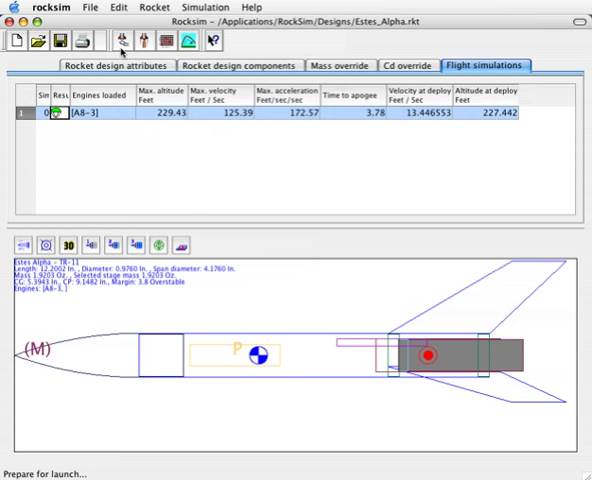 rocksim File Edit Rocket Simulation Help
Rocksim - /Applications/RockSim/Designs/Estes_Alpha.rkt
Rocket design attributes Rocket design components Mass override Cd override Flight simulations
Sin Resu Engines loaded Max. altitude Feet Max. velocity Feet / Sec Max. acceleration Feet/sec/sec Time to apogee Velocity at deploy Feet / Sec Altitude at deploy Feet
1 0 [A8-3] 229.43 125.39 172.57 3.78 13.446553 227.442
3D
Estes Alpha - TR-11
Length: 12.2002 In. , Diameter: 0.9760 In. , Span diameter: 4.1760 In.
Mass 1.9203 Oz. , Selected stage mass 1.9203 Oz.
CG: 5.3943 In., CP: 9.1482 In., Margin: 3.8 Overstable
Engines: [A8-3, ]
(M) P
Prepare for launch...